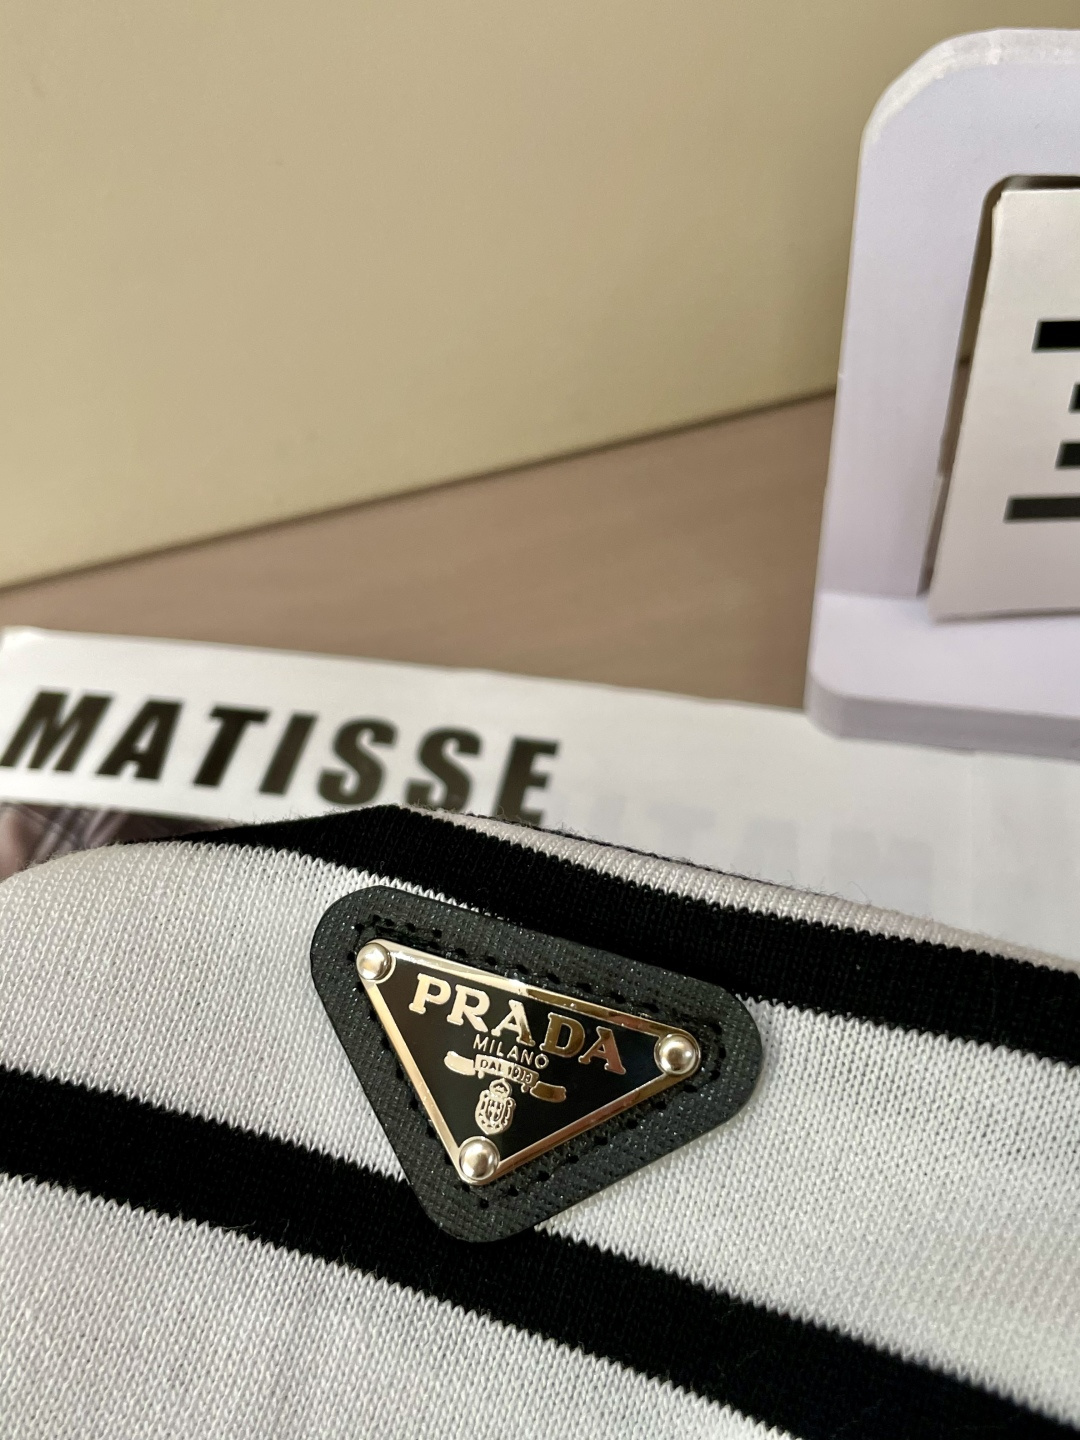 MATISSE
PRADA
MILANO
DAL 1913